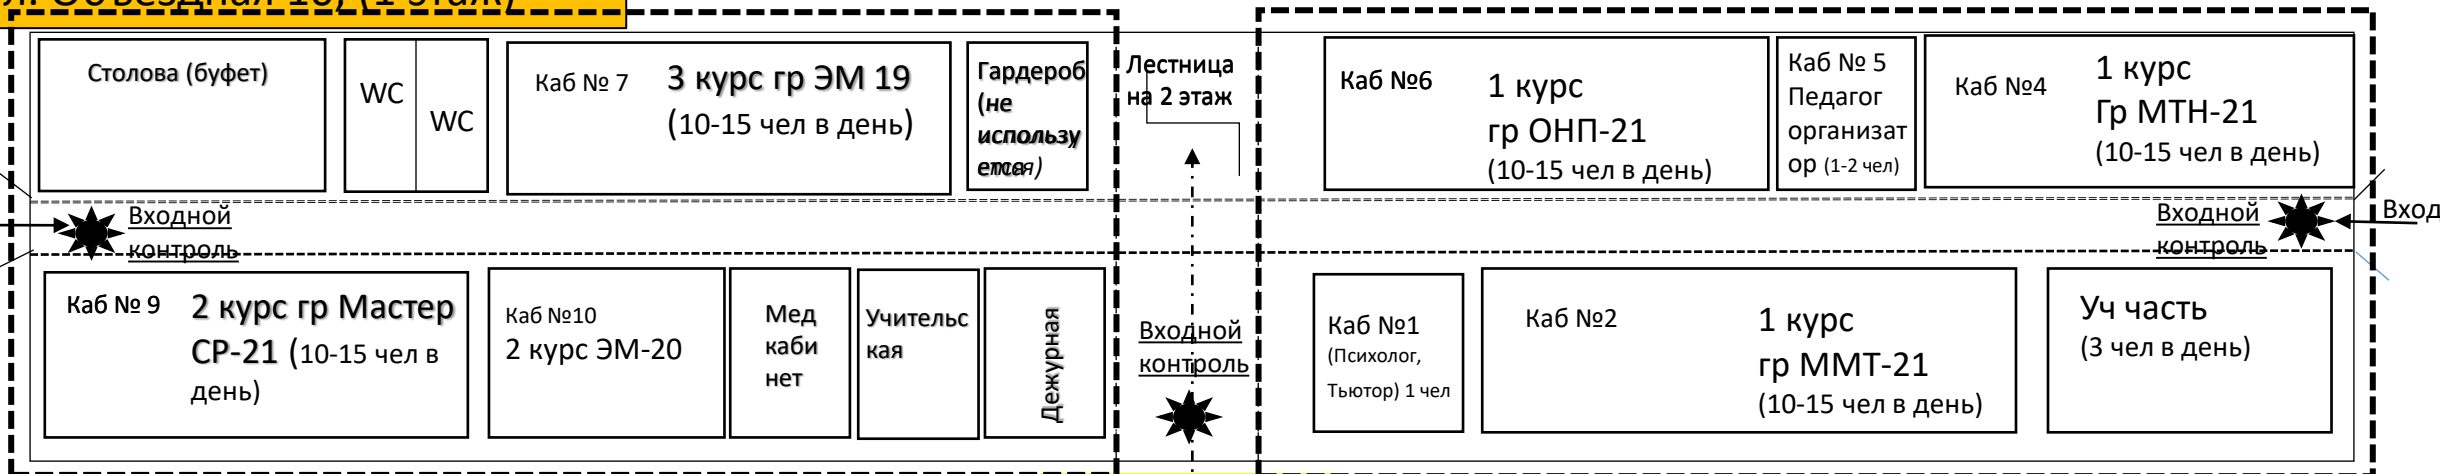 Столова (буфет)
WC
WC
Каб № 7
3 курс гр ЭМ 19
(10-15 чел в день)
Гардероб
(не
использу
ется)
Лестница
на 2 этаж
Каб №6
1 курс
гр ОНП-21
(10-15 чел в день)
Каб № 5
Педагог
организат
ор (1-2 чел)
Каб №4
1 курс
Гр МТН-21
(10-15 чел в день)
Входной
контроль
Входной
контроль
Вход
Каб № 9
2 курс гр Мастер
СР-21 (10-15 чел в
день)
Каб №10
2 курс ЭМ-20
Мед
каби
нет
Учительс
кая
Дежурная
Входной
контроль
Каб №1
(Психолог,
Тьютор) 1 чел
Каб №2
1 курс
гр ММТ-21
(10-15 чел в день)
Уч часть
(3 чел в день)